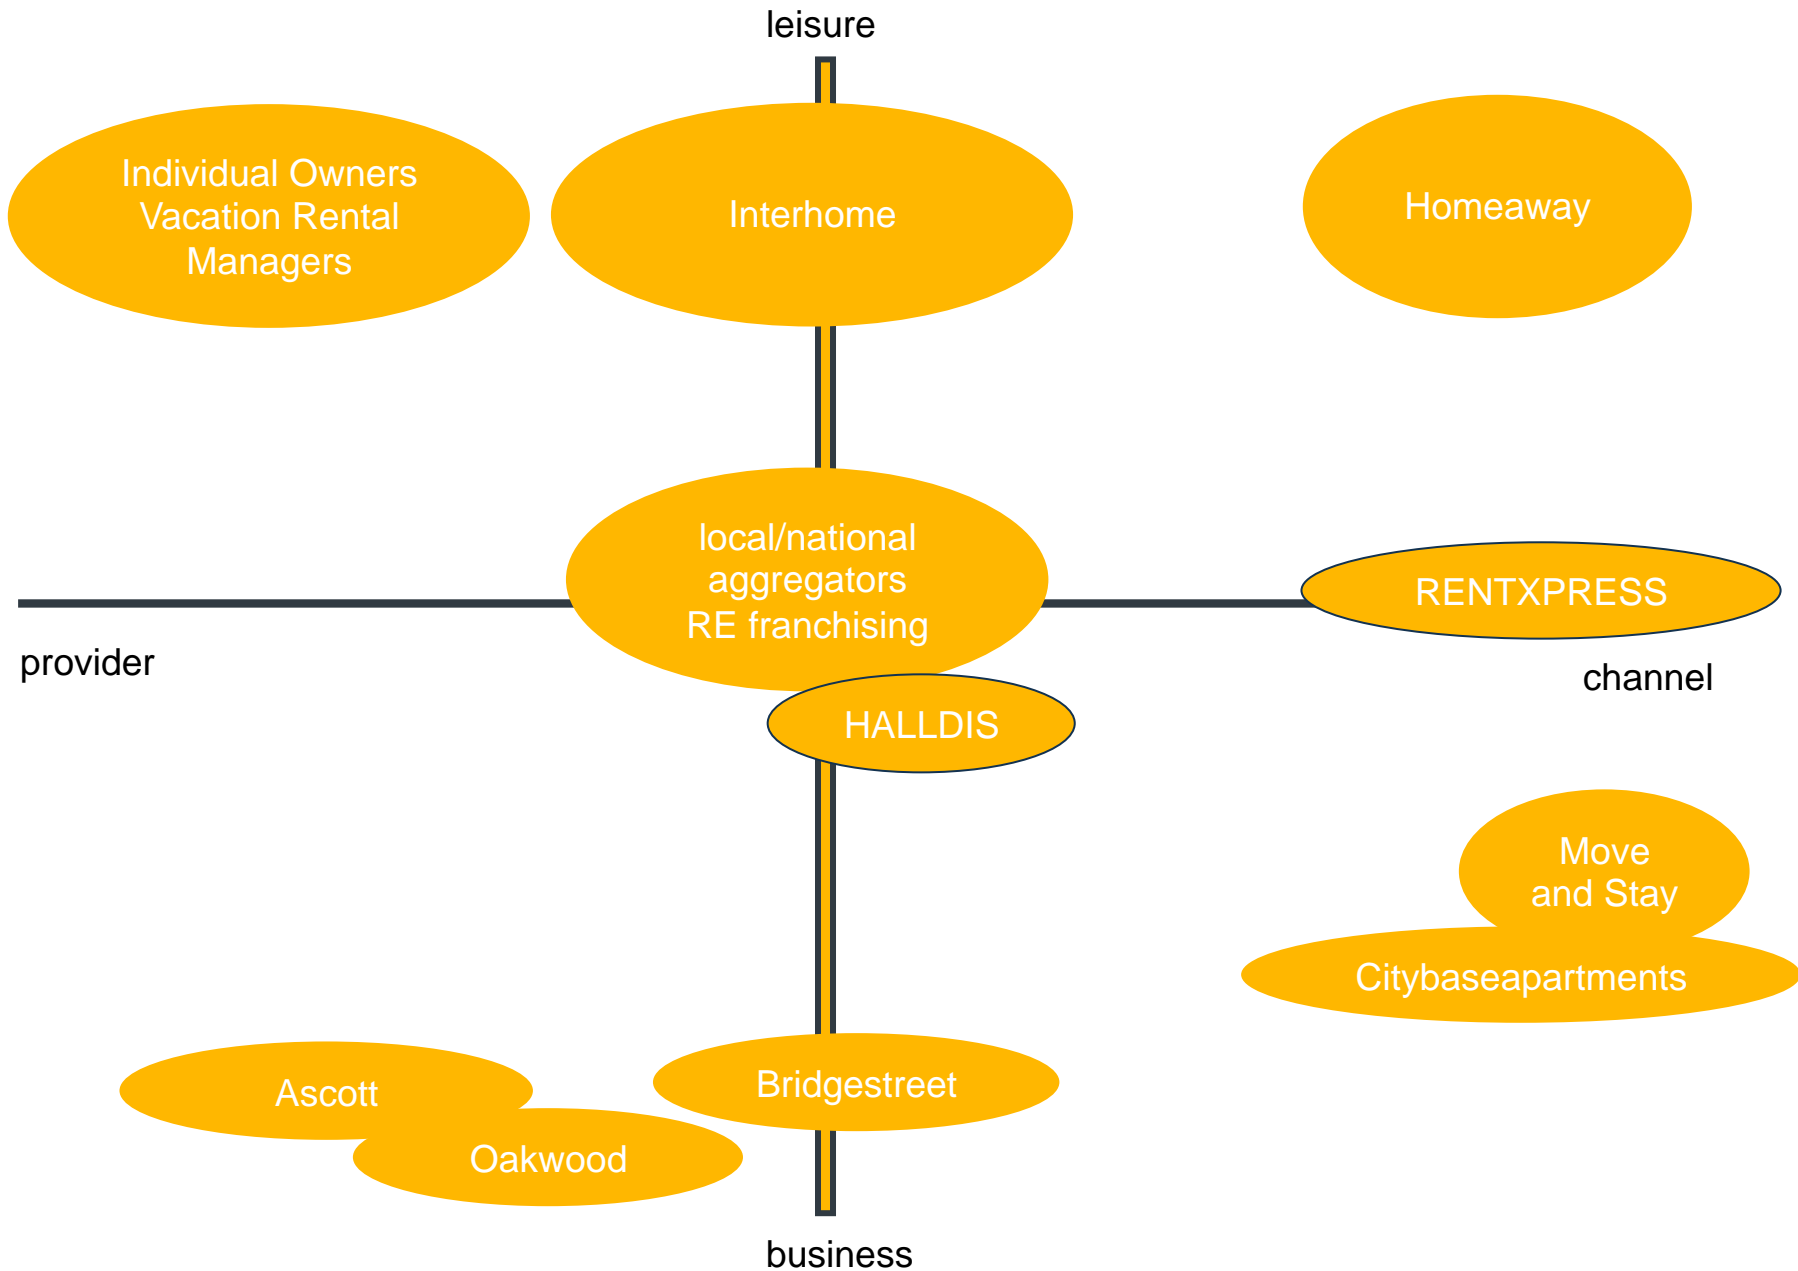 leisure
Individual Owners
Vacation Rental
Managers
Interhome
Homeaway
local/national
aggregators
RE franchising
RENTXPRESS
provider
channel
HALLDIS
Move
and Stay
Citybaseapartments
Ascott
Bridgestreet
Oakwood
business